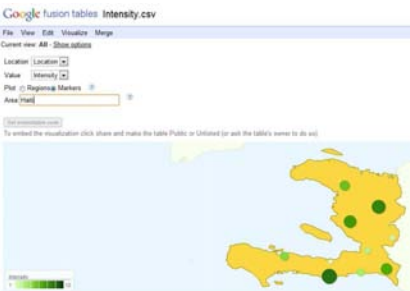 Google fusion tables Intensity.csv
File View Edit Visualize Merge
Current view: All - Show options
Location Location
Value Intensity
Plot Regions Markers
Area Haiti
Get embeddable code
To embed the visualization click share and make the table Public or Unlisted (or ask the table's owner to do so)
Intensity